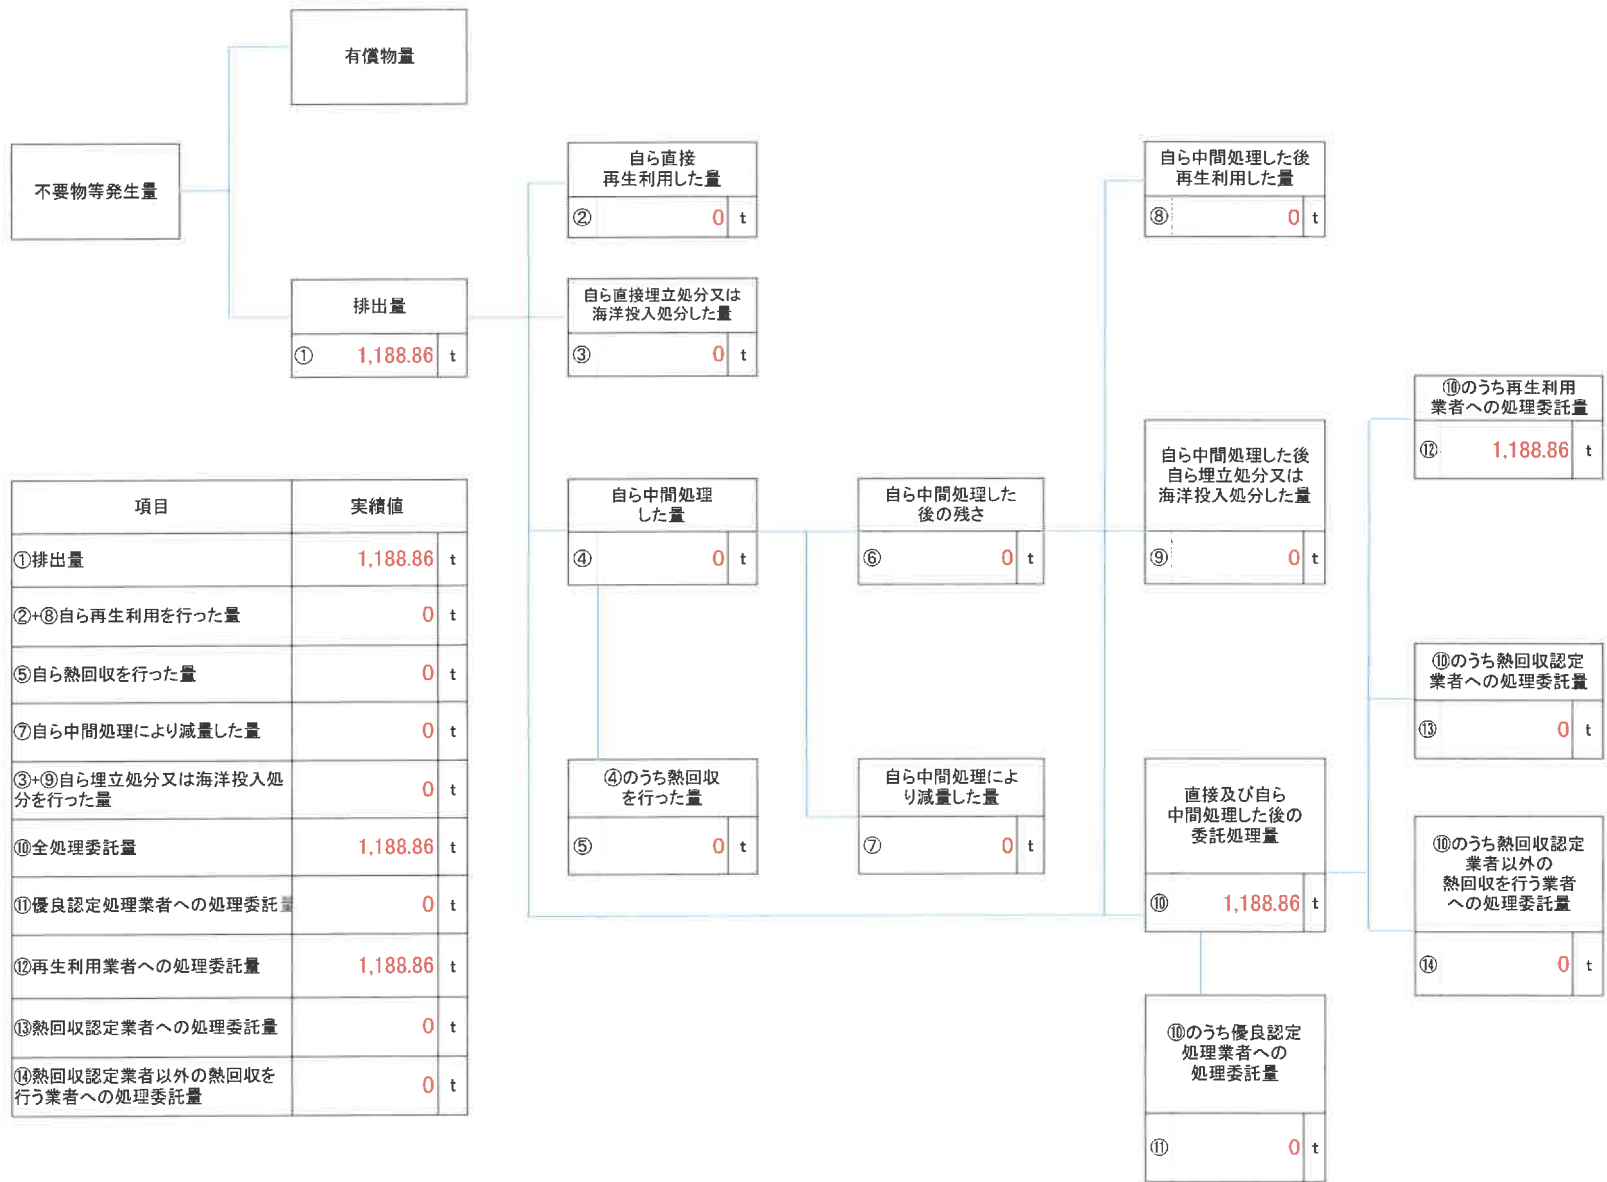 有償物量
不要物等発生量
排出量
① 1,188.86 t
自ら直接
再生利用した量
② 0 t
自ら直接埋立処分又は
海洋投入処分した量
③ 0 t
自ら中間処理
した量
④ 0 t
④のうち熱回収
を行った量
⑤ 0 t
自ら中間処理した
後の残さ
⑥ 0 t
自ら中間処理によ
り減量した量
⑦ 0 t
自ら中間処理した後
再生利用した量
⑧ 0 t
自ら中間処理した後
自ら埋立処分又は
海洋投入処分した量
⑨ 0 t
直接及び自ら
中間処理した後の
委託処理量
⑩ 1,188.86 t
⑩のうち優良認定
処理業者への
処理委託量
⑪ 0 t
⑩のうち再生利用
業者への処理委託量
⑫ 1,188.86 t
⑩のうち熱回収認定
業者への処理委託量
⑬ 0 t
⑩のうち熱回収認定
業者以外の
熱回収を行う業者
への処理委託量
⑭ 0 t
項目 実績値
①排出量 1,188.86 t
②+⑧自ら再生利用を行った量 0 t
⑤自ら熱回収を行った量 0 t
⑦自ら中間処理により減量した量 0 t
③+⑨自ら埋立処分又は海洋投入処
分を行った量 0 t
⑩全処理委託量 1,188.86 t
⑪優良認定処理業者への処理委託量 0 t
⑫再生利用業者への処理委託量 1,188.86 t
⑬熱回収認定業者への処理委託量 0 t
⑭熱回収認定業者以外の熱回収を
行う業者への処理委託量 0 t